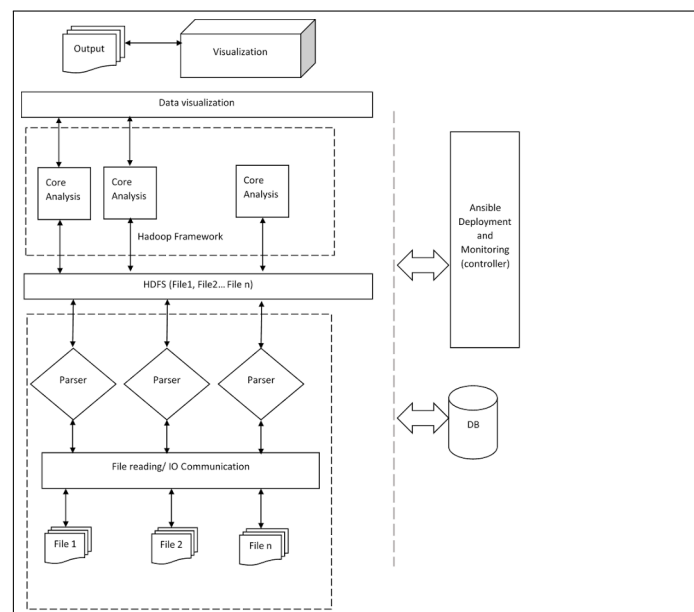 Output
Visualization
Data visualization
Core
Analysis
Core
Analysis
Core
Analysis
Hadoop Framework
HDFS (File1, File2... File n)
Parser
Parser
Parser
File reading/ IO Communication
File 1
File 2
File n
Ansible
Deployment
and
Monitoring
(controller)
DB